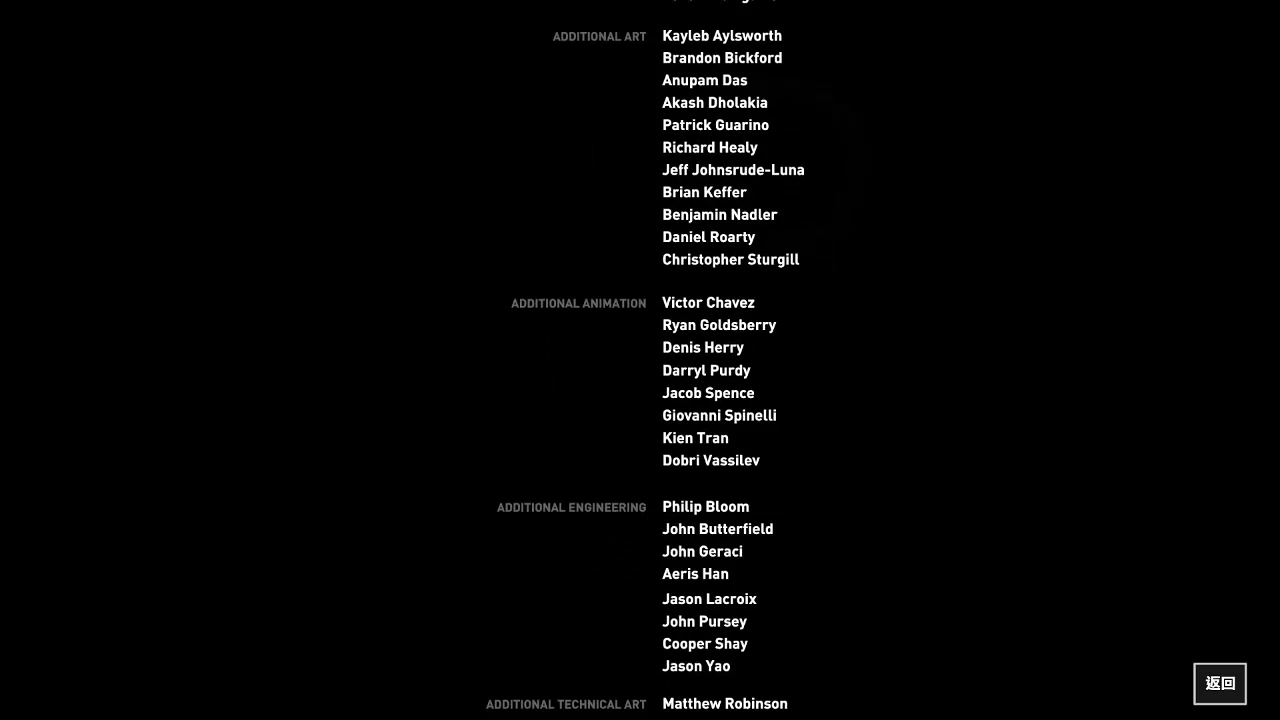 ADDITIONAL ART Kayleb Aylsworth
Brandon Bickford
Anupam Das
Akash Dholakia
Patrick Guarino
Richard Healy
Jeff Johnsrude-Luna
Brian Keffer
Benjamin Nadler
Daniel Roarty
Christopher Sturgill
ADDITIONAL ANIMATION Victor Chavez
Ryan Goldsberry
Denis Herry
Darryl Purdy
Jacob Spence
Giovanni Spinelli
Kien Tran
Dobri Vassilev
ADDITIONAL ENGINEERING Philip Bloom
John Butterfield
John Geraci
Aeris Han
Jason Lacroix
John Pursey
Cooper Shay
Jason Yao
返回
ADDITIONAL TECHNICAL ART Matthew Robinson